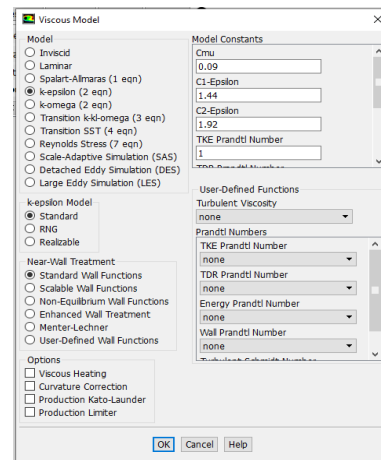 Viscous Model
Model
Inviscid
Laminar
Spalart-Allmaras (1 eqn)
k-epsilon (2 eqn)
k-omega (2 eqn)
Transition k-kl-omega (3 eqn)
Transition SST (4 eqn)
Reynolds Stress (7 eqn)
Scale-Adaptive Simulation (SAS)
Detached Eddy Simulation (DES)
Large Eddy Simulation (LES)
k-epsilon Model
Standard
RNG
Realizable
Near-Wall Treatment
Standard Wall Functions
Scalable Wall Functions
Non-Equilibrium Wall Functions
Enhanced Wall Treatment
Menter-Lechner
User-Defined Wall Functions
Options
Viscous Heating
Curvature Correction
Production Kato-Launder
Production Limiter
Model Constants
Cmu
0.09
C1-Epsilon
1.44
C2-Epsilon
1.92
TKE Prandtl Number
1
TDR Prandtl Number
User-Defined Functions
Turbulent Viscosity
none
Prandtl Numbers
TKE Prandtl Number
none
TDR Prandtl Number
none
Energy Prandtl Number
none
Wall Prandtl Number
none
Turbulent Schmidt Number
OK Cancel Help